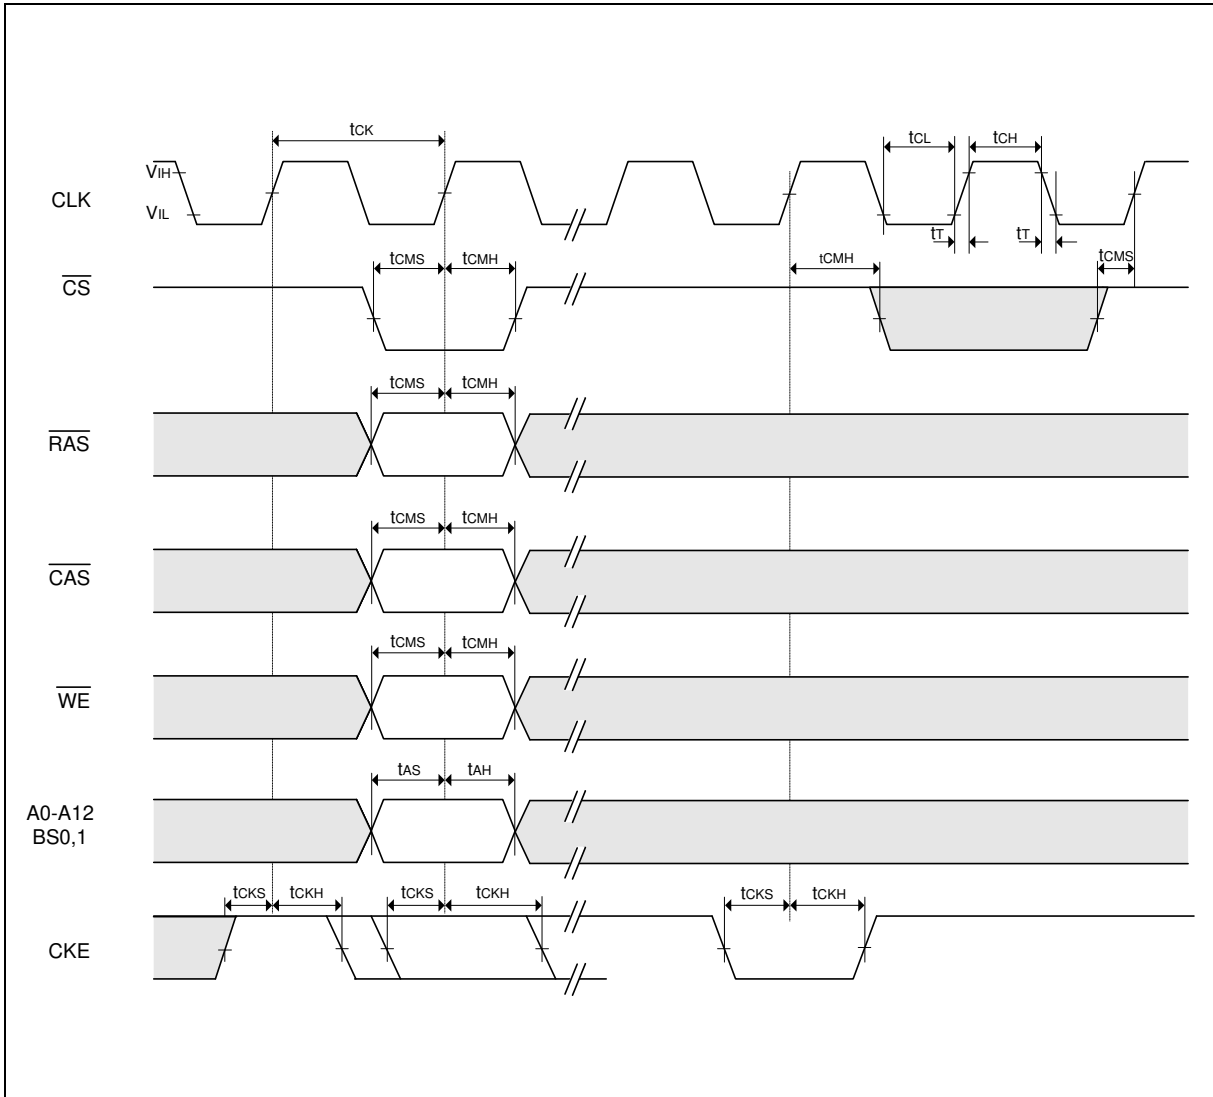 tCK
tCL
tCH
VIH
CLK
VIL
tT
tT
tCMS
tCMH
tCMH
tCMS
CS
tCMS
tCMH
RAS
tCMS
tCMH
CAS
tCMS
tCMH
WE
tAS
tAH
A0-A12
BS0,1
tCKS
tCKH
tCKS
tCKH
tCKS
tCKH
CKE